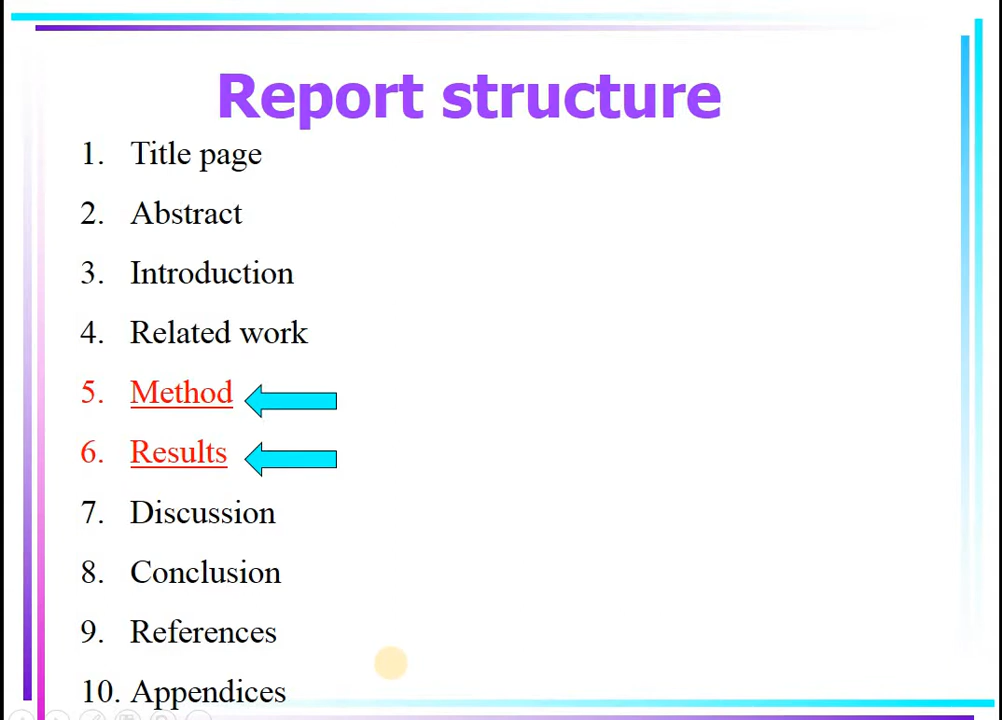 Report structure
1. Title page
2. Abstract
3. Introduction
4. Related work
5. Method
6. Results
7. Discussion
8. Conclusion
9. References
10. Appendices